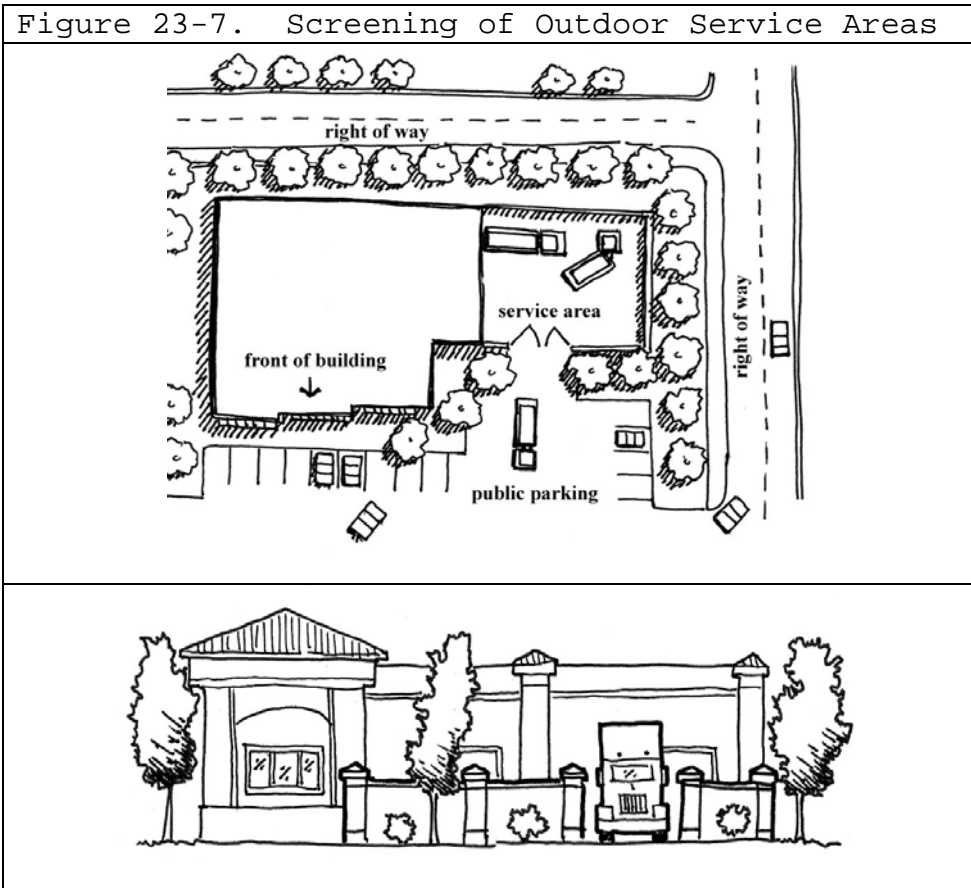 Figure 23-7. Screening of Outdoor Service Areas
right of way
service area
right of way
front of building
public parking